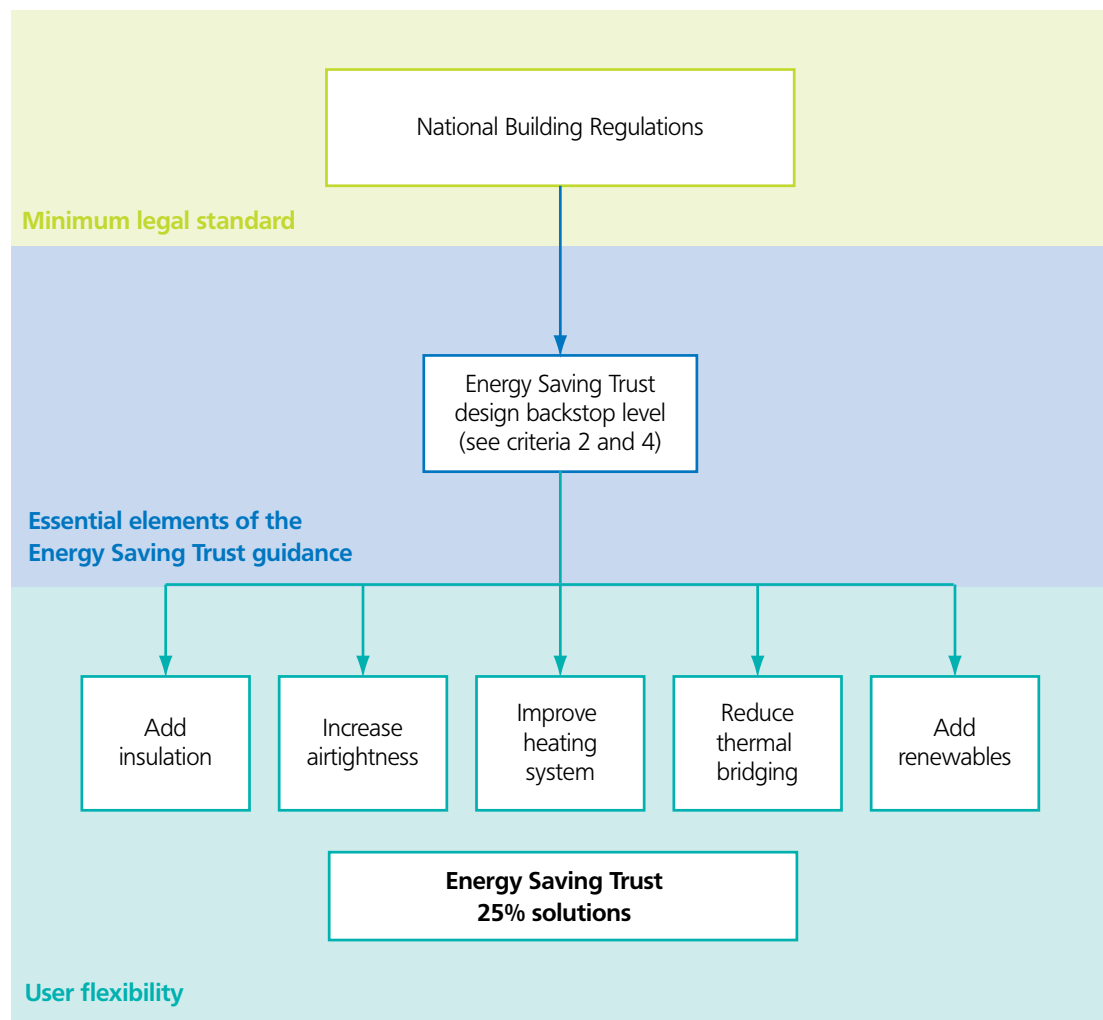 National Building Regulations
Minimum legal standard
Energy Saving Trust
design backstop level
(see criteria 2 and 4)
Essential elements of the
Energy Saving Trust guidance
Add
insulation
Increase
airtightness
Improve
heating
system
Reduce
thermal
bridging
Add
renewables
Energy Saving Trust
25% solutions
User flexibility